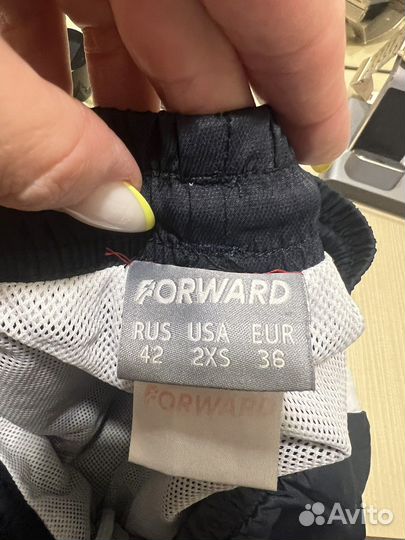 FORWARD
RUS USA EUR
42 2XS 36
FORWARD
Avito